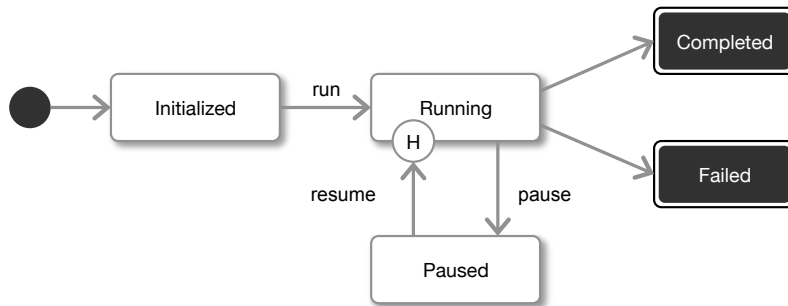 Completed
run
Initialized
Running
H
Failed
resume
pause
Paused